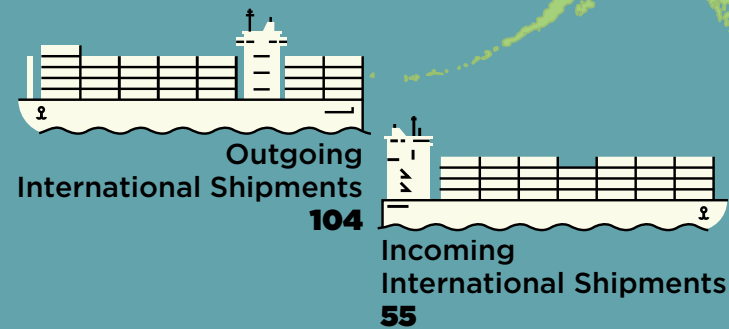 Outgoing
International Shipments
104
Incoming
International Shipments
55